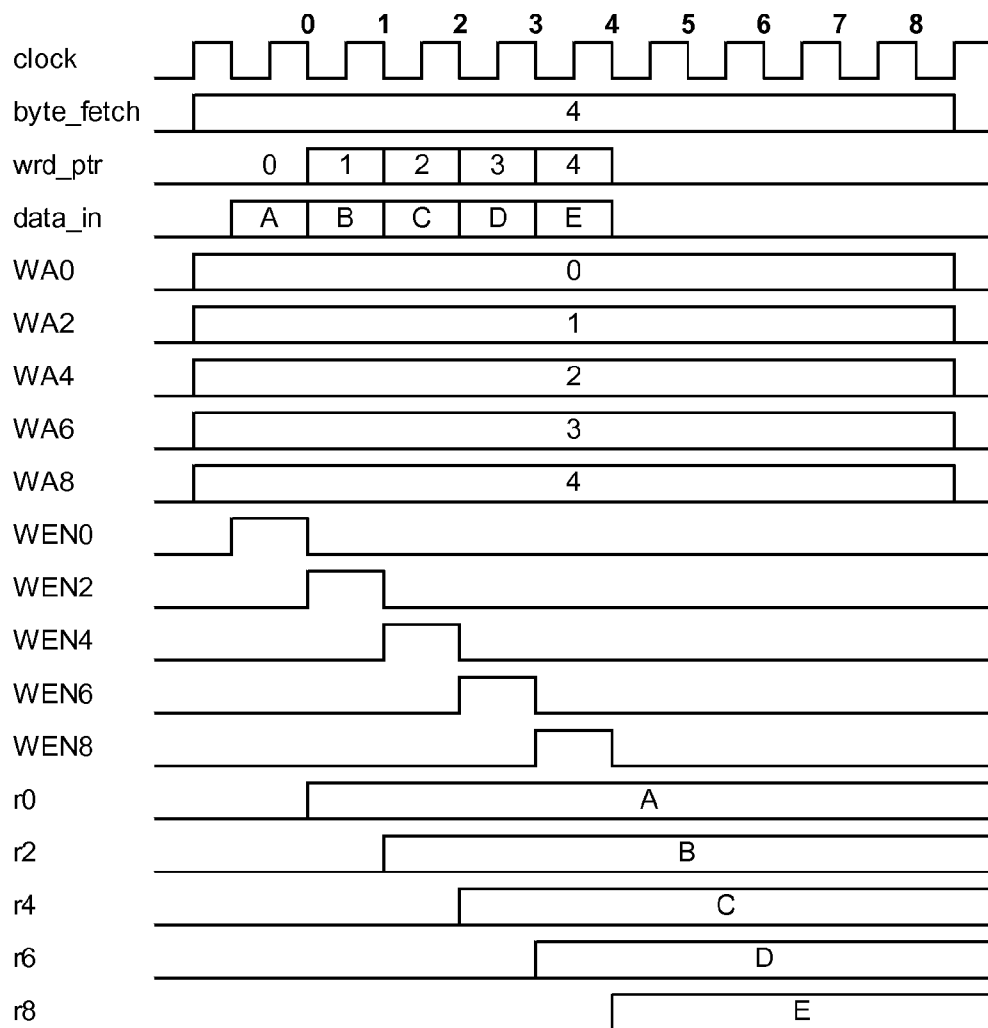 0 1 2 3 4 5 6 7 8
clock
byte_fetch 4
wrd_ptr 0 1 2 3 4
data_in A B C D E
WA0 0
WA2 1
WA4 2
WA6 3
WA8 4
WEN0
WEN2
WEN4
WEN6
WEN8
r0 A
r2 B
r4 C
r6 D
r8 E